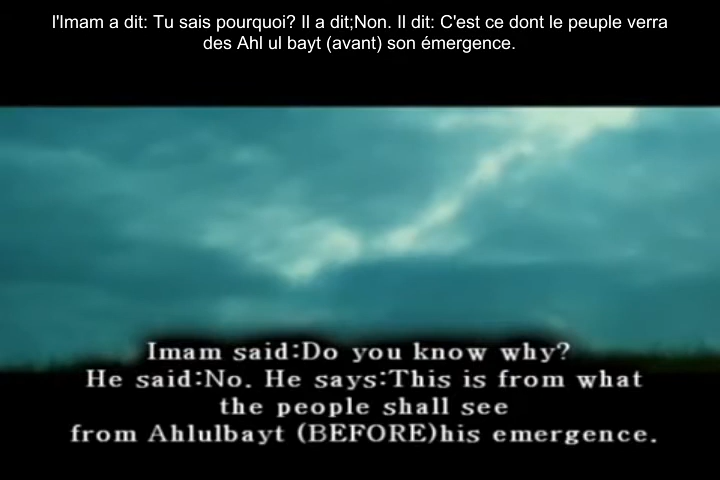 l'Imam a dit: Tu sais pourquoi? Il a dit;Non. Il dit: C'est ce dont le peuple verra
des Ahl ul bayt (avant) son émergence.
Imam said:Do you know why?
He said:No. He says:This is from what
the people shall see
from Ahlulbayt (BEFORE)his emergence.